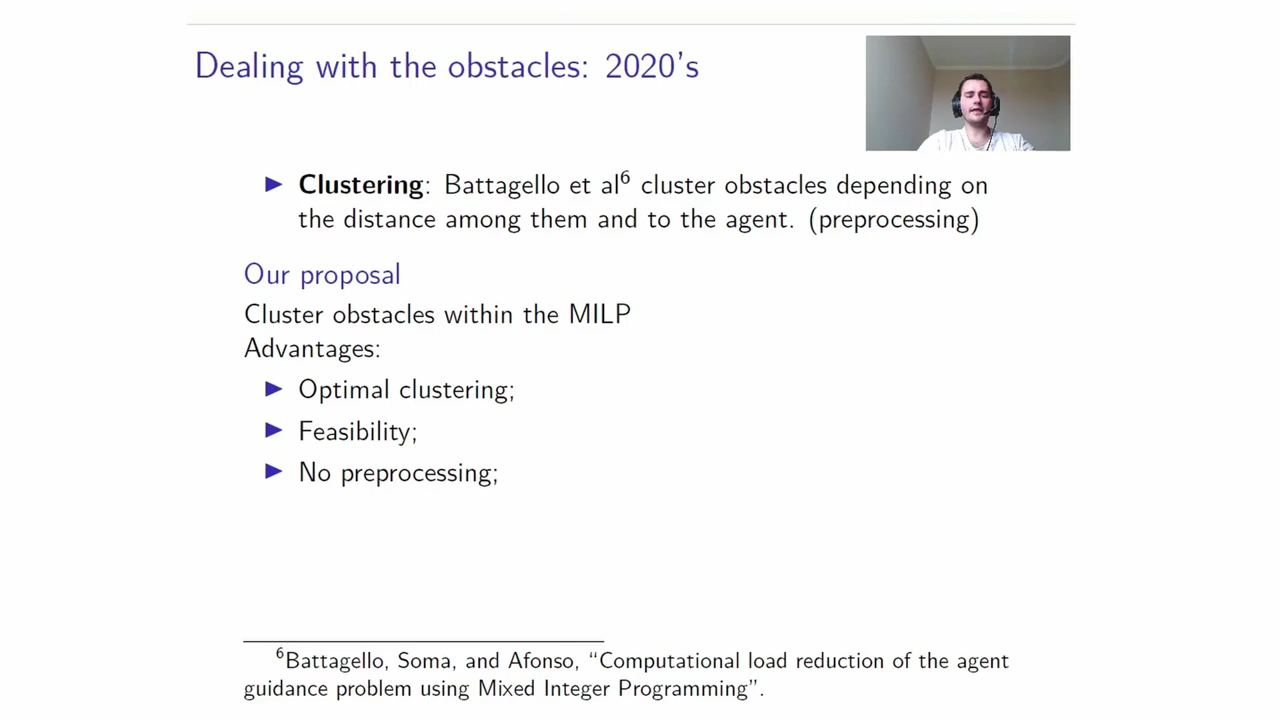 Dealing with the obstacles: 2020's
▶ Clustering: Battagello et al⁶ cluster obstacles depending on
the distance among them and to the agent. (preprocessing)
Our proposal
Cluster obstacles within the MILP
Advantages:
▶ Optimal clustering;
▶ Feasibility;
▶ No preprocessing;
⁶Battagello, Soma, and Afonso, “Computational load reduction of the agent
guidance problem using Mixed Integer Programming”.